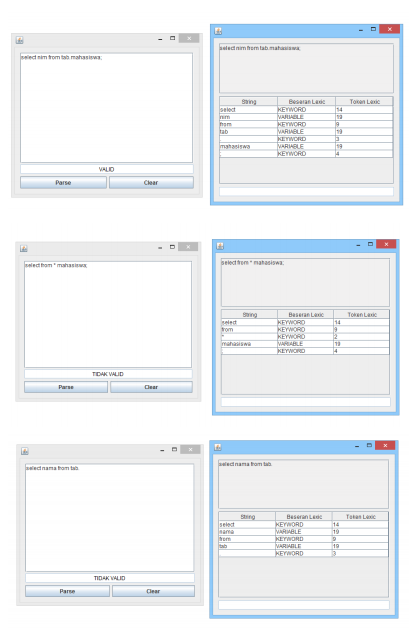 select nim from tab.mahasiswa;
VALID
Parse Clear
select nim from tab.mahasiswa;
String Beseran Lexic Token Lexic
select KEYWORD 14
nim VARIABLE 19
from KEYWORD 9
tab VARIABLE 19
. KEYWORD 3
mahasiswa VARIABLE 19
; KEYWORD 4
select from * mahasiswa;
TIDAK VALID
Parse Clear
select from * mahasiswa;
String Beseran Lexic Token Lexic
select KEYWORD 14
from KEYWORD 9
* KEYWORD 2
mahasiswa VARIABLE 19
; KEYWORD 4
select nama from tab.
TIDAK VALID
Parse Clear
select nama from tab.
String Beseran Lexic Token Lexic
select KEYWORD 14
nama VARIABLE 19
from KEYWORD 9
tab VARIABLE 19
. KEYWORD 3